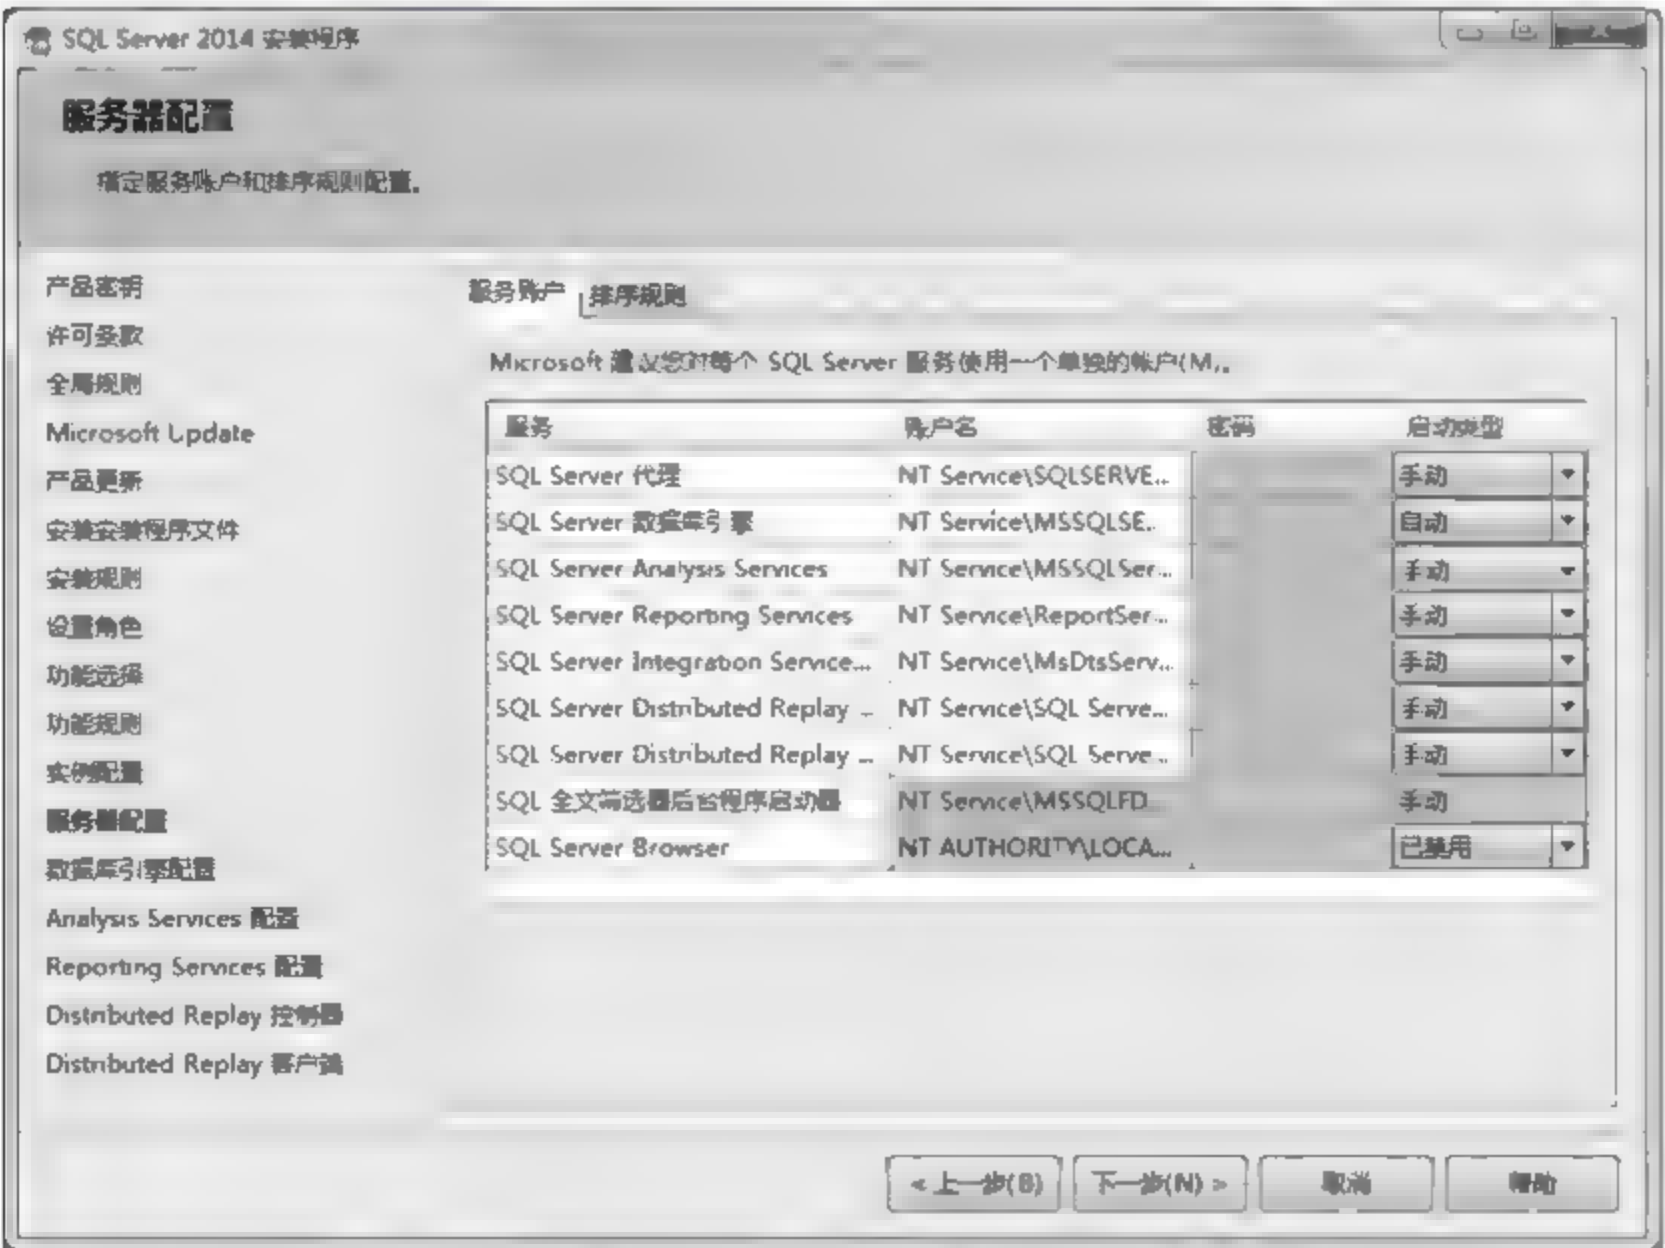 SQL Server 2014 安装程序
服务器配置
指定服务账户和排序规则配置。
产品密钥
许可条款
全局规则
Microsoft Update
产品更新
安装安装程序文件
安装规则
设置角色
功能选择
功能规则
实例配置
服务器配置
数据库引擎配置
Analysis Services 配置
Reporting Services 配置
Distributed Replay 控制器
Distributed Replay 客户端
服务账户 排序规则
Microsoft 建议您对每个 SQL Server 服务使用一个单独的帐户(M)。
服务 账户名 密码 启动类型
SQL Server 代理 NT Service\SQLSERVE... 手动
SQL Server 数据库引擎 NT Service\MSSQLSE... 自动
SQL Server Analysis Services NT Service\MSSQLSer... 手动
SQL Server Reporting Services NT Service\ReportSer... 手动
SQL Server Integration Service... NT Service\MsDtsServ... 手动
SQL Server Distributed Replay ... NT Service\SQL Serve... 手动
SQL Server Distributed Replay ... NT Service\SQL Serve... 手动
SQL 全文筛选器后台程序启动器 NT Service\MSSQLFD... 手动
SQL Server Browser NT AUTHORITY\LOCA... 已禁用
< 上一步(B) 下一步(N) > 取消 帮助